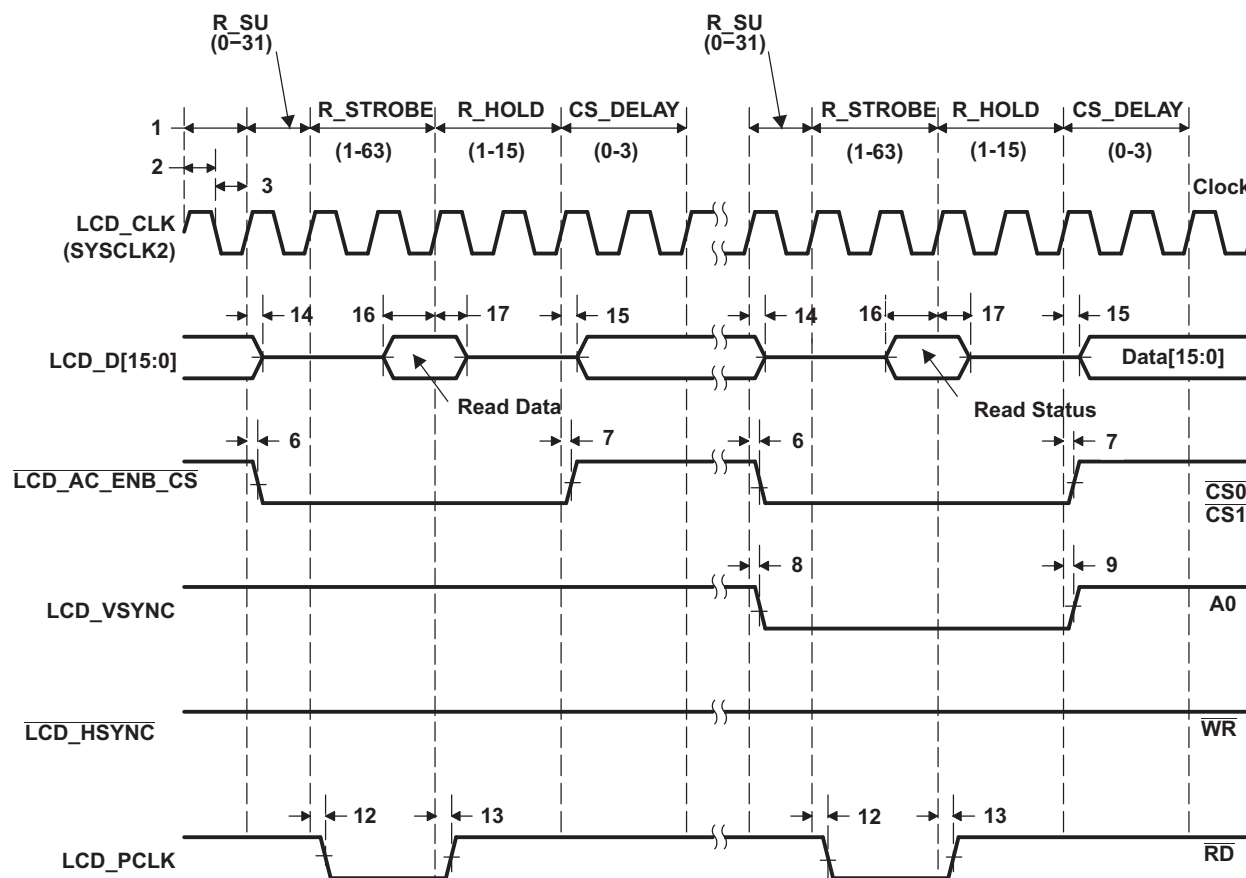 R_SU
(0−31)
R_SU
(0−31)
R_STROBE
R_HOLD
CS_DELAY
R_STROBE
R_HOLD
CS_DELAY
1
(1-63)
(1-15)
(0-3)
(1-63)
(1-15)
(0-3)
2
3
Clock
LCD_CLK
(SYSCLK2)
14
16
17
15
14
16
17
15
LCD_D[15:0]
Data[15:0]
Read Data
Read Status
6
7
6
7
LCD_AC_ENB_CS
CS0
CS1
8
9
LCD_VSYNC
A0
LCD_HSYNC
WR
12
13
12
13
LCD_PCLK
RD